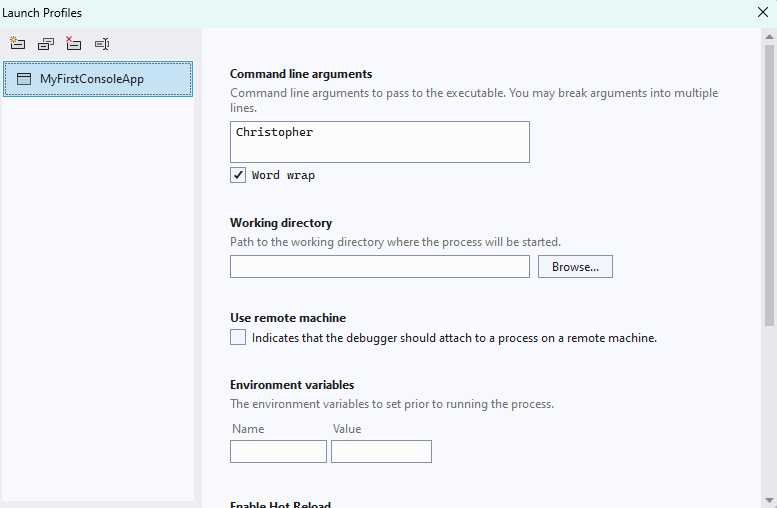 Launch Profiles
MyFirstConsoleApp
Command line arguments
Command line arguments to pass to the executable. You may break arguments into multiple
lines.
Christopher
Word wrap
Working directory
Path to the working directory where the process will be started.
Browse...
Use remote machine
Indicates that the debugger should attach to a process on a remote machine.
Environment variables
The environment variables to set prior to running the process.
Name Value
Enable Hot Reload